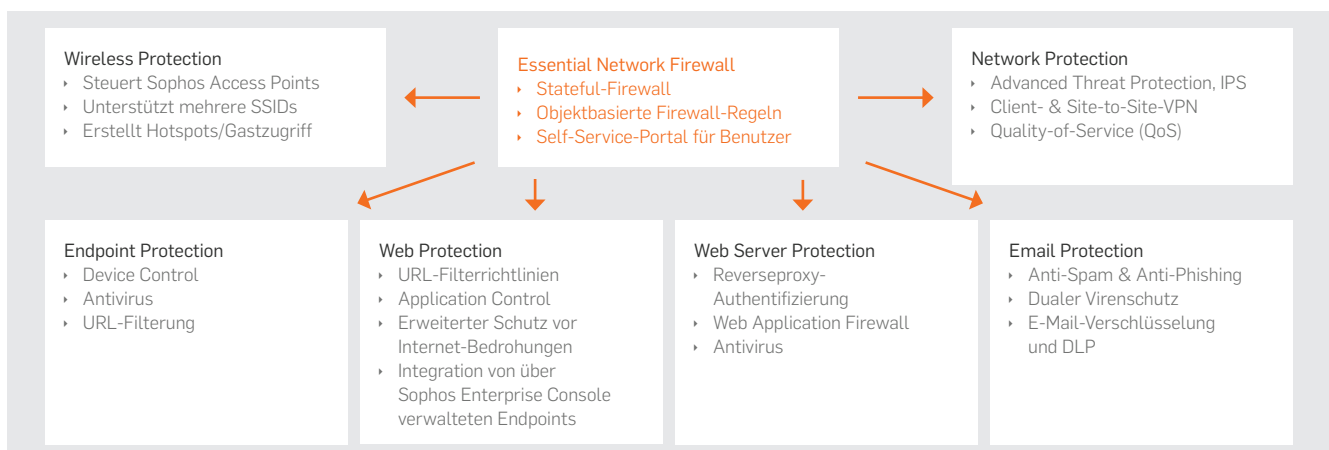 Wireless Protection
‣ Steuert Sophos Access Points
‣ Unterstützt mehrere SSIDs
‣ Erstellt Hotspots/Gastzugriff
Essential Network Firewall
‣ Stateful-Firewall
‣ Objektbasierte Firewall-Regeln
‣ Self-Service-Portal für Benutzer
Network Protection
‣ Advanced Threat Protection, IPS
‣ Client- & Site-to-Site-VPN
‣ Quality-of-Service (QoS)
Endpoint Protection
‣ Device Control
‣ Antivirus
‣ URL-Filterung
Web Protection
‣ URL-Filterrichtlinien
‣ Application Control
‣ Erweiterter Schutz vor
Internet-Bedrohungen
‣ Integration von über
Sophos Enterprise Console
verwalteten Endpoints
Web Server Protection
‣ Reverseproxy-
Authentifizierung
‣ Web Application Firewall
‣ Antivirus
Email Protection
‣ Anti-Spam & Anti-Phishing
‣ Dualer Virenschutz
‣ E-Mail-Verschlüsselung
und DLP